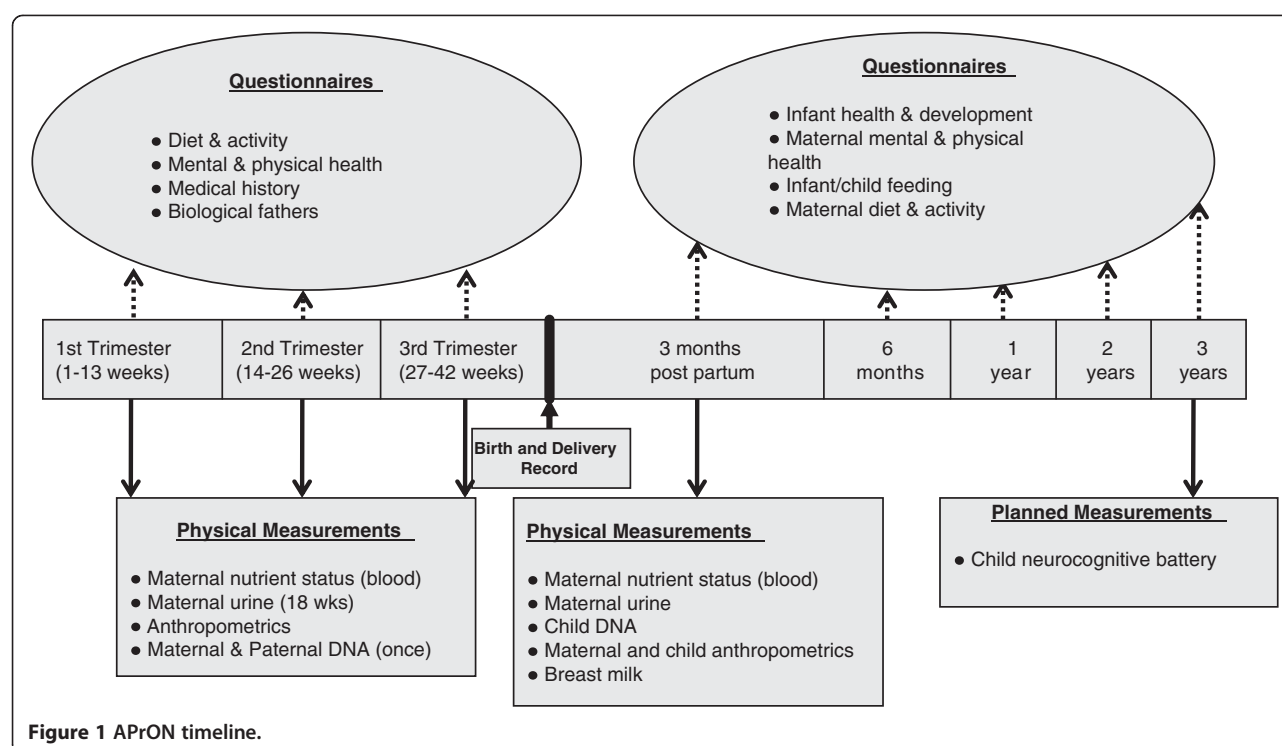 Questionnaires
● Diet & activity
● Mental & physical health
● Medical history
● Biological fathers
Questionnaires
● Infant health & development
● Maternal mental & physical
health
● Infant/child feeding
● Maternal diet & activity
1st Trimester
(1-13 weeks)
2nd Trimester
(14-26 weeks)
3rd Trimester
(27-42 weeks)
3 months
post partum
6
months
1
year
2
years
3
years
Birth and Delivery
Record
Physical Measurements
● Maternal nutrient status (blood)
● Maternal urine (18 wks)
● Anthropometrics
● Maternal & Paternal DNA (once)
Physical Measurements
● Maternal nutrient status (blood)
● Maternal urine
● Child DNA
● Maternal and child anthropometrics
● Breast milk
Planned Measurements
● Child neurocognitive battery
Figure 1 APrON timeline.